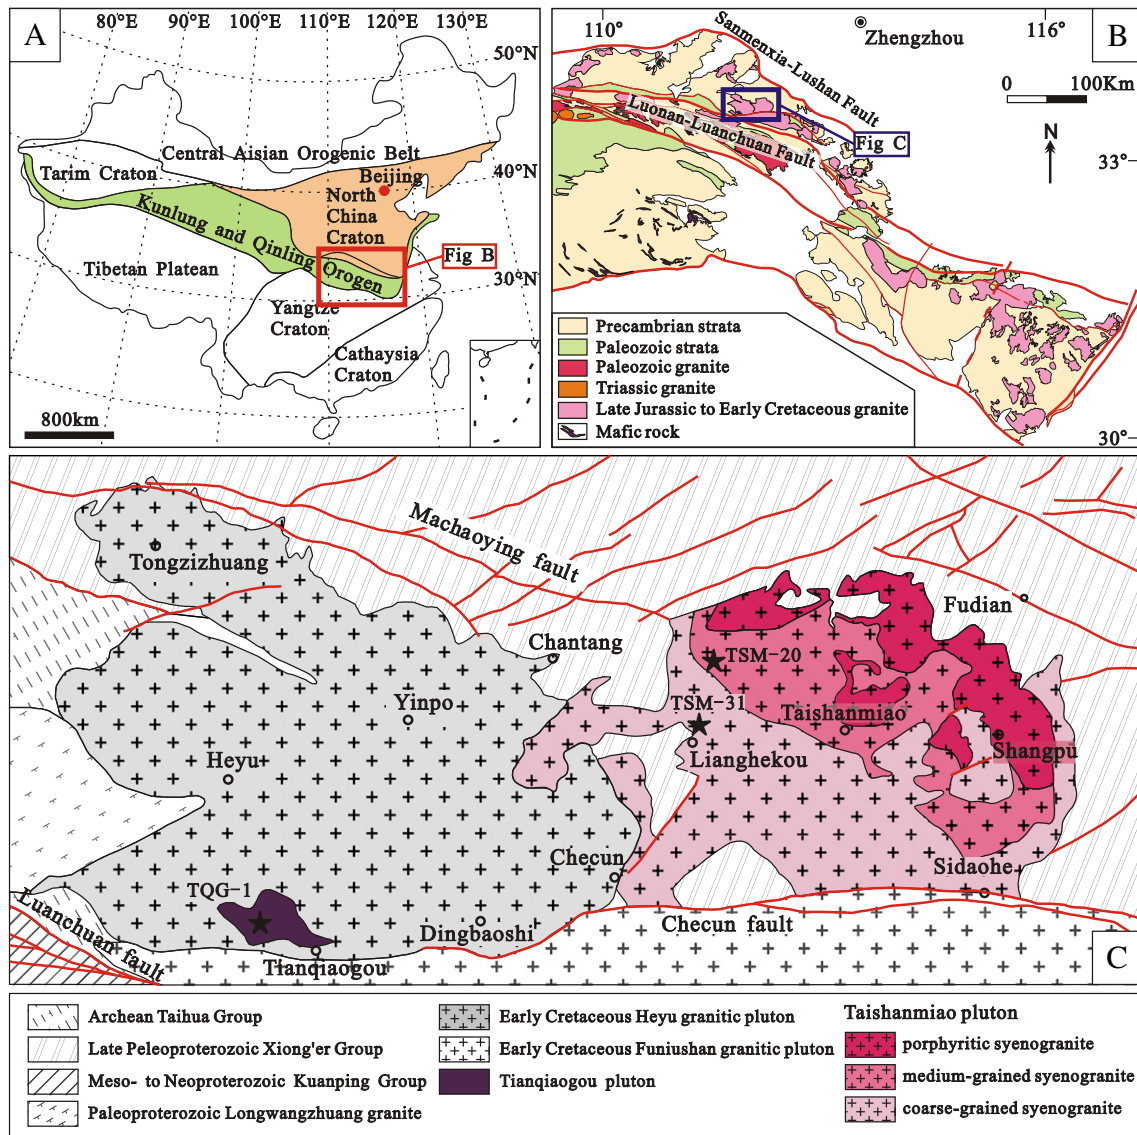 A
80°E
90°E
100°E
110°E
120°E
130°E
50°N
40°N
30°N
Central Aisian Orogenic Belt
Tarim Craton
Beijing
North
China
Craton
Kunlung and Qinling Orogen
Fig B
Tibetan Platean
Yangtze
Craton
Cathaysia
Craton
800km
B
110°
116°
Zhengzhou
Sanmenxia-Lushan Fault
0 100Km
Luonan-Luanchuan Fault
Fig C
N
33°
30°
Precambrian strata
Paleozoic strata
Paleozoic granite
Triassic granite
Late Jurassic to Early Cretaceous granite
Mafic rock
Machaoying fault
Tongzizhuang
Fudian
Chantang
TSM-20
TSM-31
Yinpo
Taishanmiao
Shangpu
Heyu
Lianghekou
Checun
Sidaohe
TQG-1
Luanchuan fault
Dingbaoshi
Checun fault
Tianqiaogou
C
Archean Taihua Group
Late Peleoproterozoic Xiong'er Group
Meso- to Neoproterozoic Kuanping Group
Paleoproterozoic Longwangzhuang granite
Early Cretaceous Heyu granitic pluton
Early Cretaceous Funiushan granitic pluton
Tianqiaogou pluton
Taishanmiao pluton
porphyritic syenogranite
medium-grained syenogranite
coarse-grained syenogranite